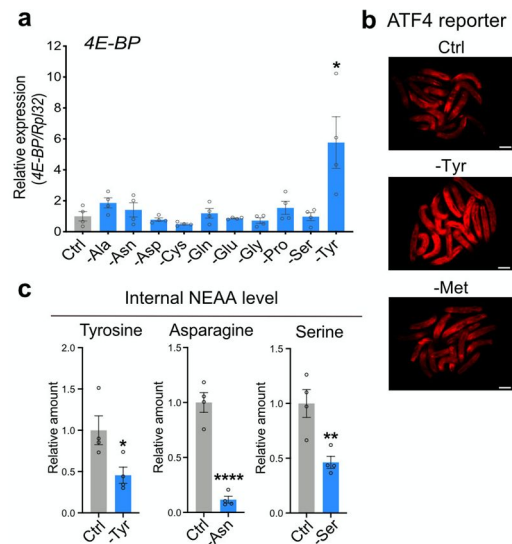 a
4E-BP
Relative expression
(4E-BP/Rpl32)
12
10
8
6
4
2
0
*
Ctrl
-Ala
-Asn
-Asp
-Cys
-Gln
-Glu
-Gly
-Pro
-Ser
-Tyr
b
ATF4 reporter
Ctrl
-Tyr
-Met
c
Internal NEAA level
Tyrosine
Relative amount
2.0
1.5
1.0
0.5
0.0
*
Ctrl
-Tyr
Asparagine
Relative amount
1.5
1.0
0.5
0.0
****
Ctrl
-Asn
Serine
Relative amount
1.5
1.0
0.5
0.0
**
Ctrl
-Ser